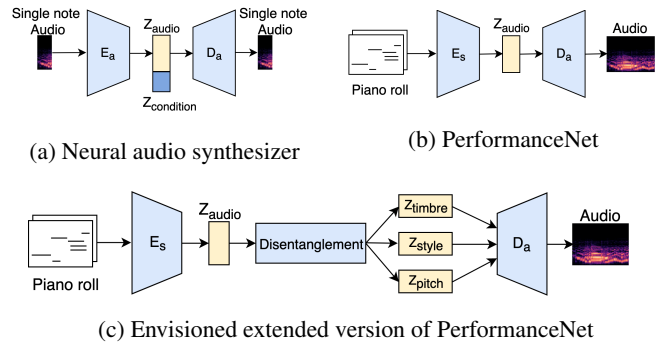 Single note
Audio
Ea
Zaudio
Zcondition
Da
Single note
Audio
(a) Neural audio synthesizer
Piano roll
Es
Zaudio
Da
Audio
(b) PerformanceNet
Piano roll
Es
Zaudio
Disentanglement
Ztimbre
Zstyle
Zpitch
Da
Audio
(c) Envisioned extended version of PerformanceNet